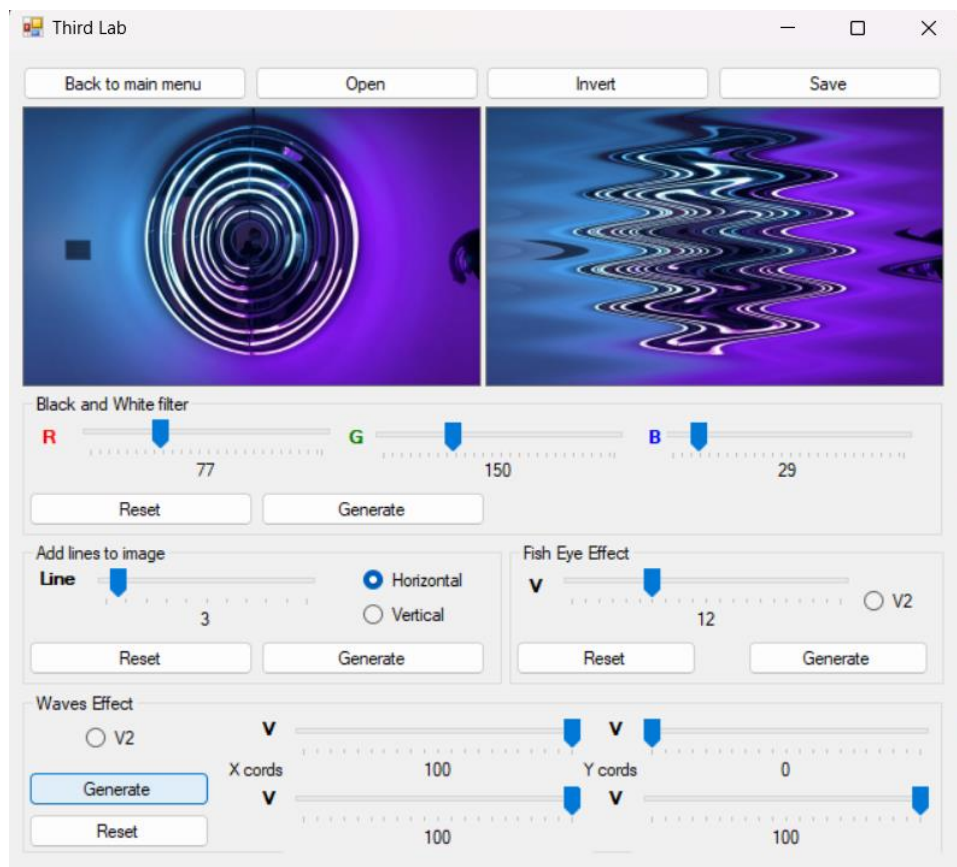 Third Lab
Back to main menu Open Invert Save
Black and White filter
R G B
77 150 29
Reset Generate
Add lines to image Fish Eye Effect
Line Horizontal V
Vertical V2
3 12
Reset Generate Reset Generate
Waves Effect
V2 V V
X cords 100 Y cords 0
Generate V V
Reset 100 100